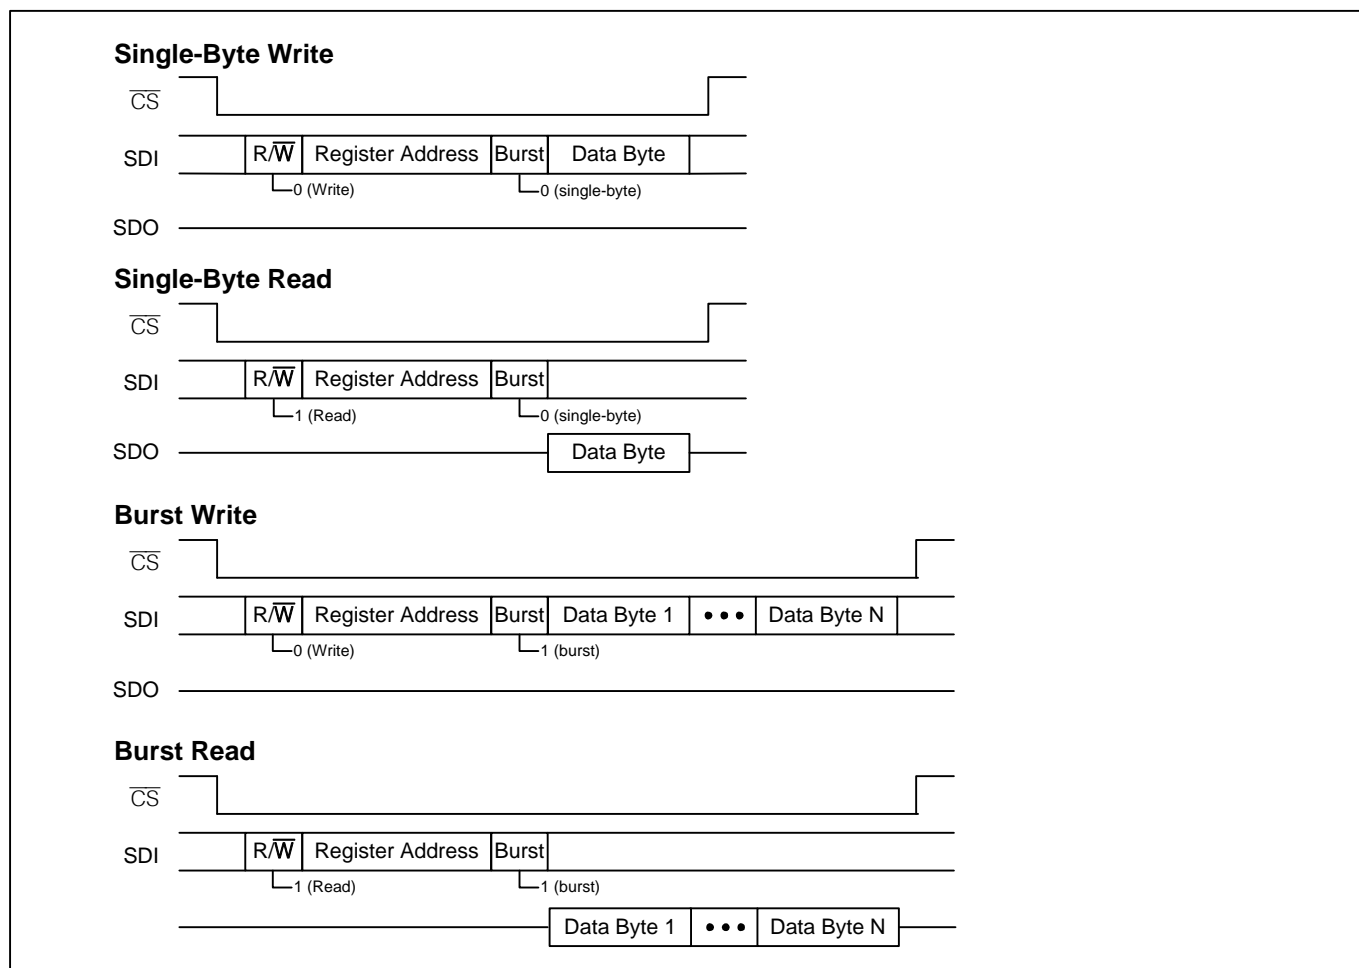 Single-Byte Write
CS
SDI R/W Register Address Burst Data Byte
0 (Write) 0 (single-byte)
SDO
Single-Byte Read
CS
SDI R/W Register Address Burst
1 (Read) 0 (single-byte)
SDO Data Byte
Burst Write
CS
SDI R/W Register Address Burst Data Byte 1 ••• Data Byte N
0 (Write) 1 (burst)
SDO
Burst Read
CS
SDI R/W Register Address Burst
1 (Read) 1 (burst)
Data Byte 1 ••• Data Byte N